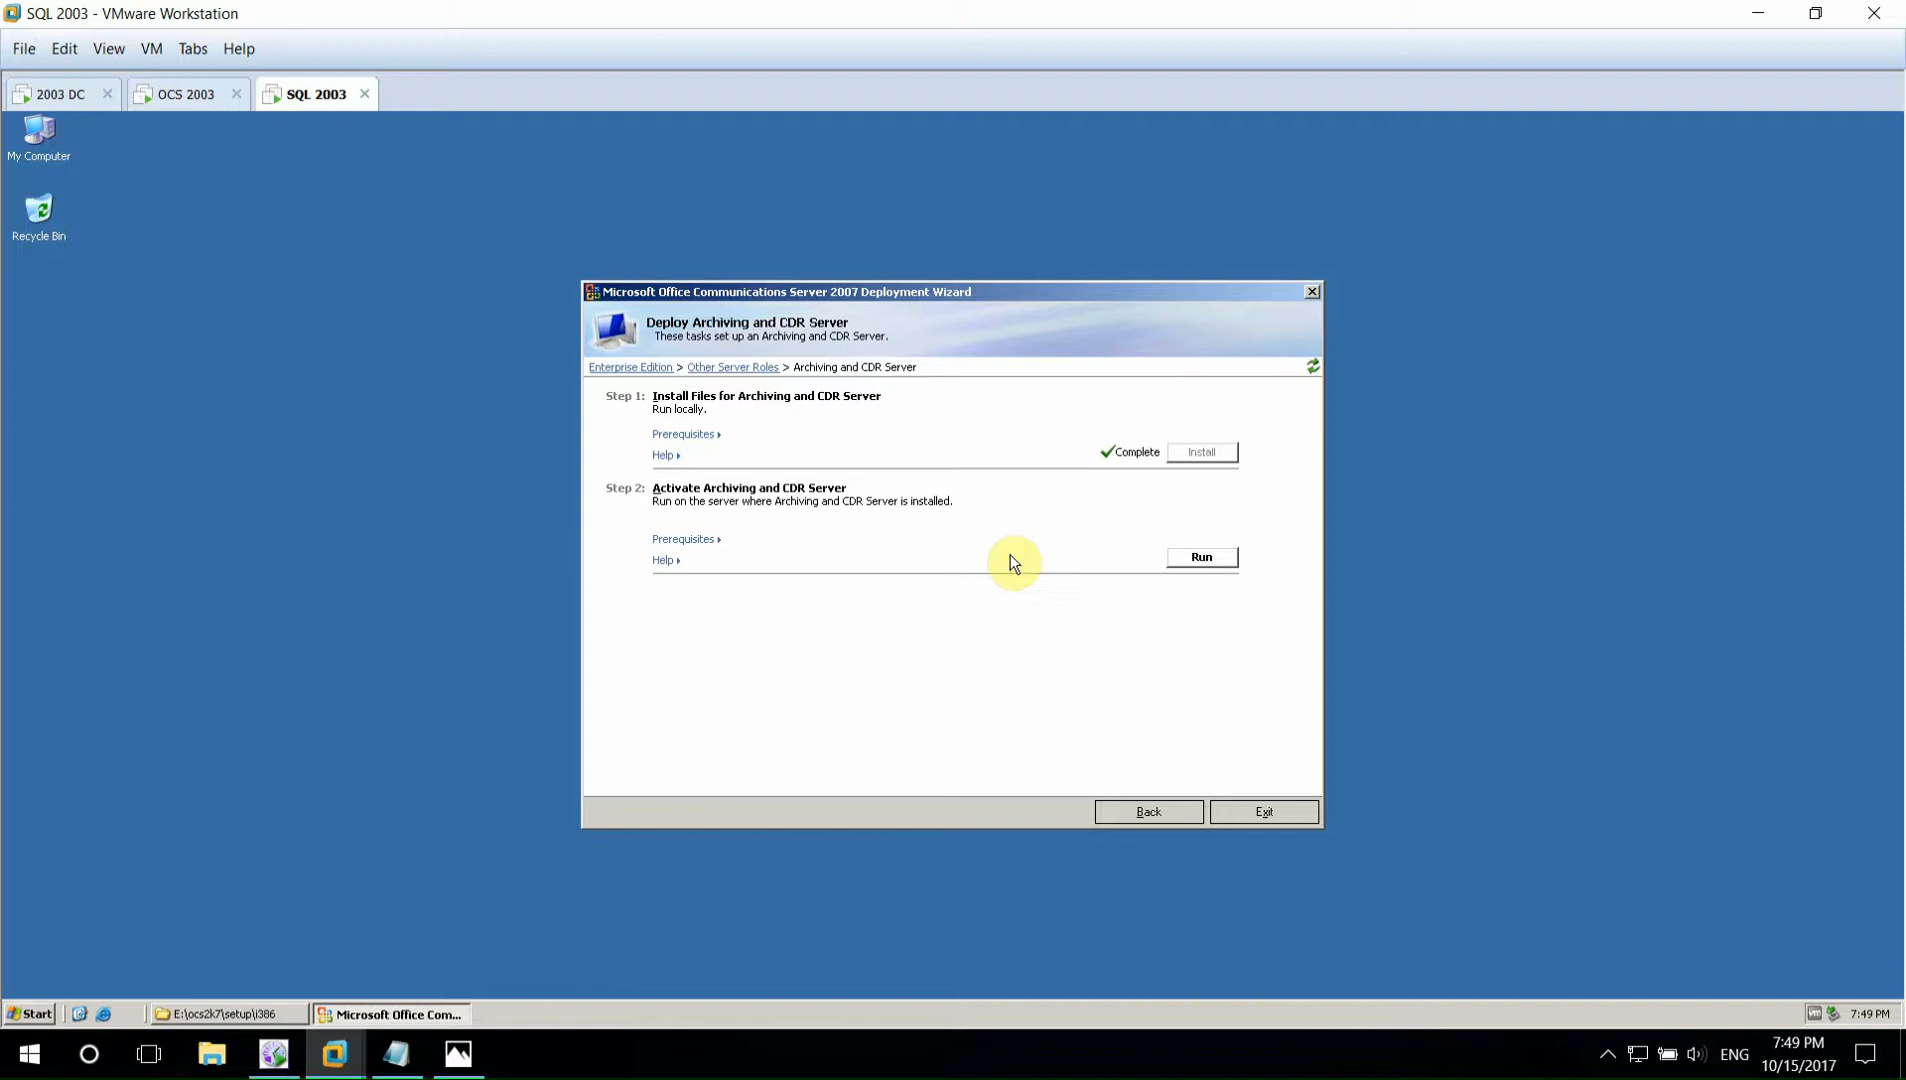 SQL 2003 - VMware Workstation
File Edit View VM Tabs Help
2003 DC OCS 2003 SQL 2003
My Computer
Recycle Bin
Microsoft Office Communications Server 2007 Deployment Wizard
Deploy Archiving and CDR Server
These tasks set up an Archiving and CDR Server.
Enterprise Edition > Other Server Roles > Archiving and CDR Server
Step 1: Install Files for Archiving and CDR Server
Run locally.
Prerequisites
Help
Complete Install
Step 2: Activate Archiving and CDR Server
Run on the server where Archiving and CDR Server is installed.
Prerequisites
Help
Run
Back Exit
Start E:\ocs2k7\setup\i386 Microsoft Office Com... vm 7:49 PM
ENG 7:49 PM
10/15/2017